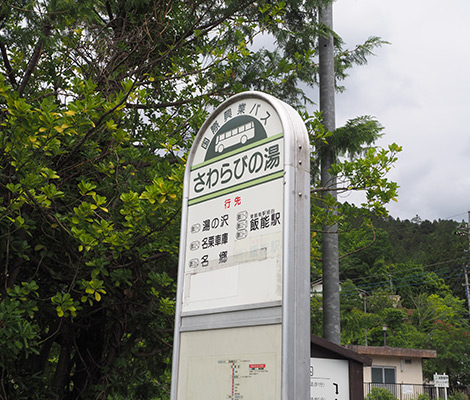 国際興業バス
さわらびの湯
行先
湯の沢
名栗車庫
名郷
飯能駅